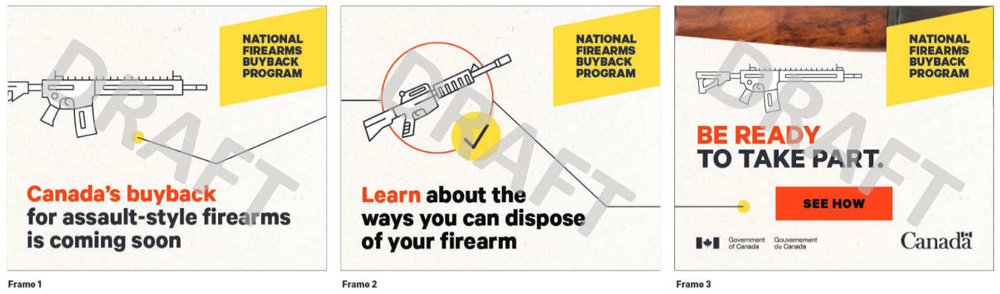 NATIONAL
FIREARMS
BUYBACK
PROGRAM
DRAFT
Canada's buyback
for assault-style firearms
is coming soon
Frame 1
NATIONAL
FIREARMS
BUYBACK
PROGRAM
DRAFT
Learn about the
ways you can dispose
of your firearm
Frame 2
NATIONAL
FIREARMS
BUYBACK
PROGRAM
DRAFT
BE READY
TO TAKE PART.
SEE HOW
Government Gouvernement
of Canada du Canada
Canada
Frame 3